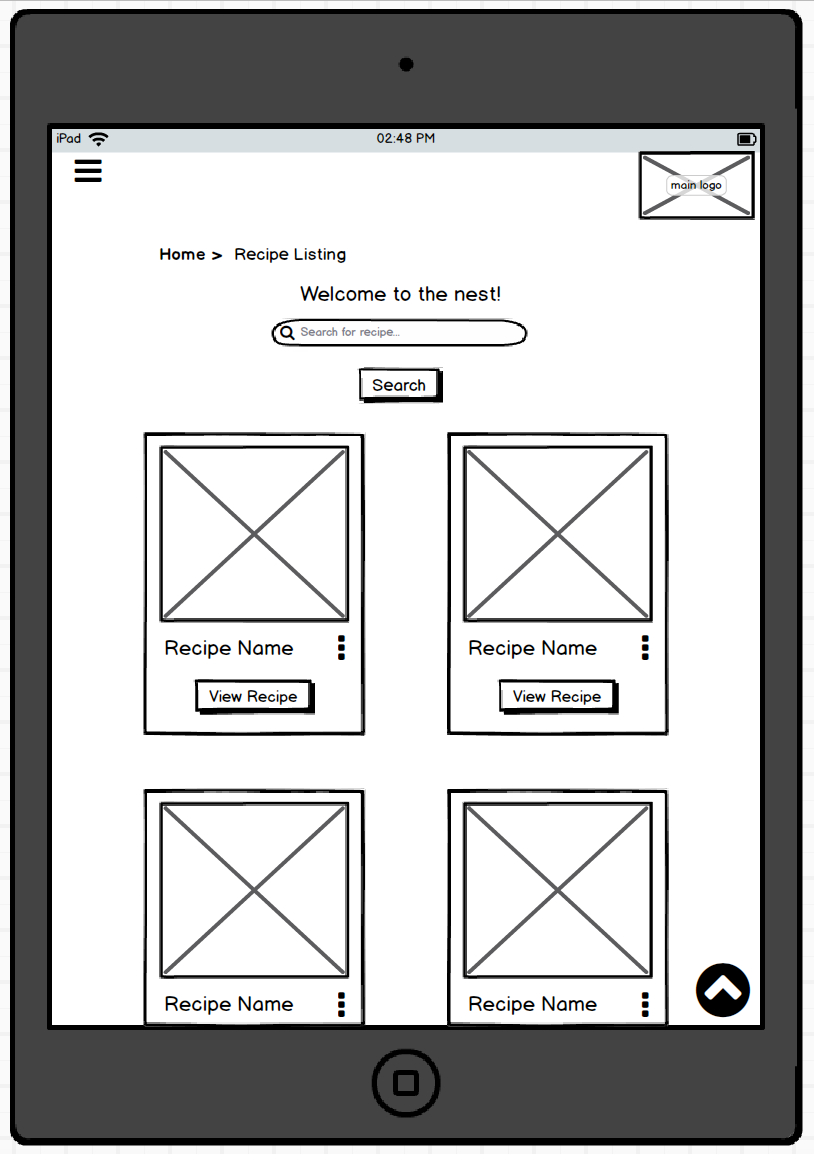 iPad 02:48 PM
main logo
Home > Recipe Listing
Welcome to the nest!
Search for recipe...
Search
Recipe Name Recipe Name
View Recipe View Recipe
Recipe Name Recipe Name